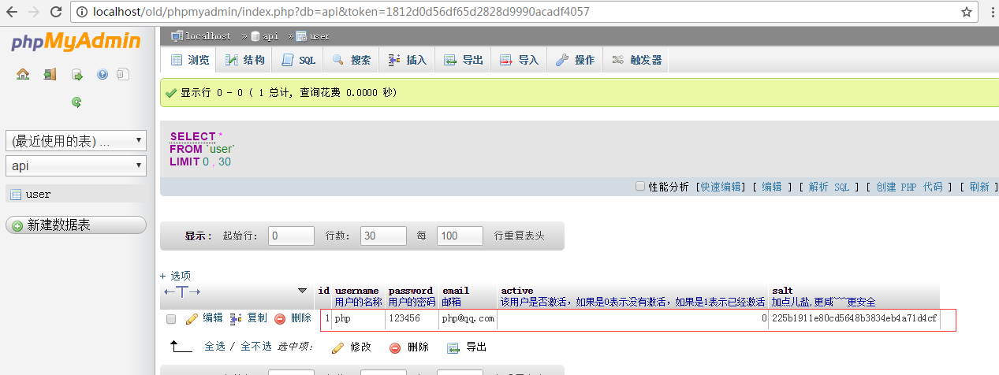 localhost/old/phpmyadmin/index.php?db=api&token=1812d0d56df65d2828d9990acadf4057
phpMyAdmin
localhost » api » user
浏览 结构 SQL 搜索 插入 导出 导入 操作 触发器
显示行 0 - 0 ( 1 总计, 查询花费 0.0000 秒)
(最近使用的表) ...
api
user
新建数据表
SELECT *
FROM `user`
LIMIT 0 , 30
性能分析 [快速编辑] [ 编辑 ] [ 解析 SQL ] [ 创建 PHP 代码 ] [ 刷新 ]
显示： 起始行： 0 行数： 30 每 100 行重复表头
+ 选项
←T→ id username password email active salt
用户的名称 用户的密码 邮箱 该用户是否激活，如果是0表示没有激活，如果是1表示已经激活 加点儿盐,更咸~~~更安全
编辑 复制 删除 1 php 123456 php@qq.com 0 225b1911e80cd5648b3834eb4a71d4cf
全选 / 全不选 选中项： 修改 删除 导出